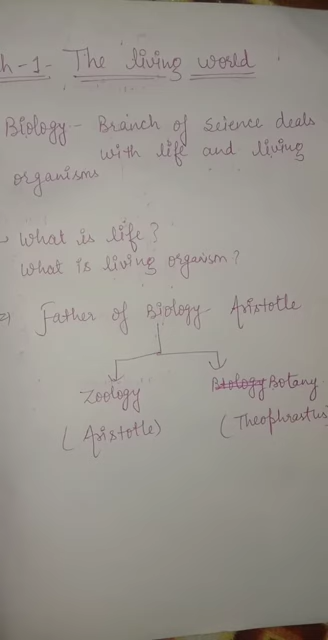 h-1- The living world
Biology - Branch of science deals
with life and living
organisms
What is life?
What is living organism?
2) Father of Biology Aristotle
Zoology Biology Botany
(Aristotle) (Theophrastus)